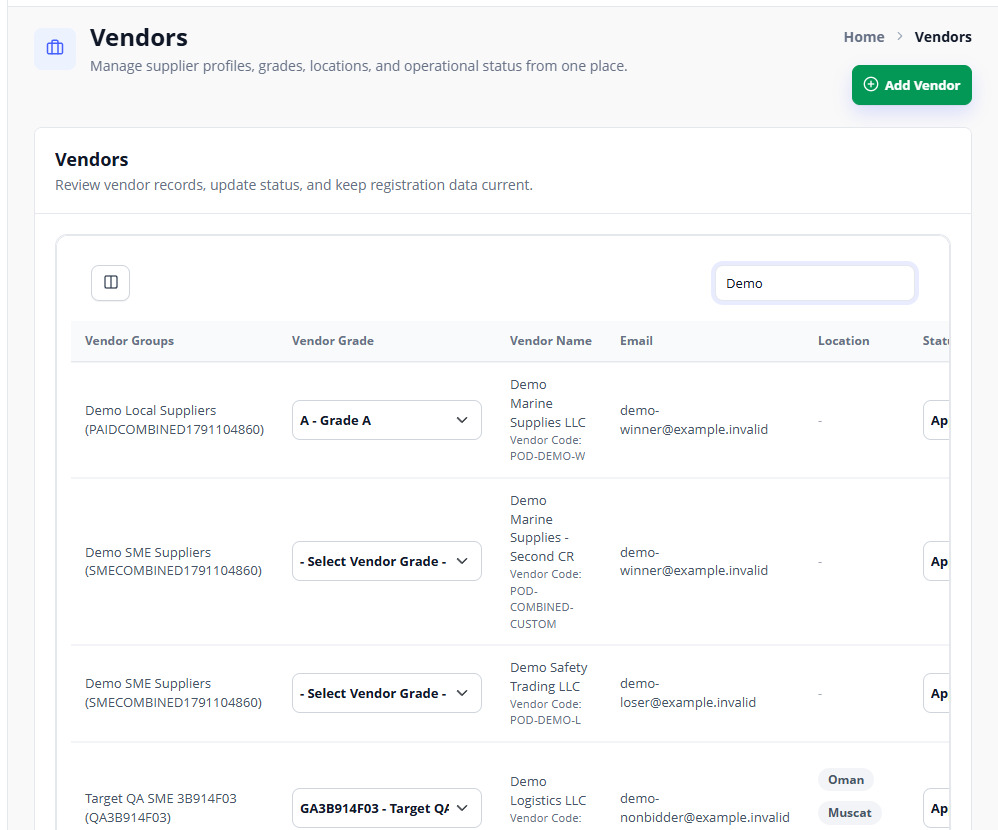 Vendors
Manage supplier profiles, grades, locations, and operational status from one place.
Home > Vendors
Add Vendor
Vendors
Review vendor records, update status, and keep registration data current.
Demo
Vendor Groups Vendor Grade Vendor Name Email Location Statu
Demo Local Suppliers
(PAIDCOMBINED1791104860)
A - Grade A
Demo
Marine
Supplies LLC
Vendor Code:
POD-DEMO-W
demo-
winner@example.invalid
-
Ap
Demo SME Suppliers
(SMECOMBINED1791104860)
- Select Vendor Grade -
Demo
Marine
Supplies -
Second CR
Vendor Code:
POD-
COMBINED-
CUSTOM
demo-
winner@example.invalid
-
Ap
Demo SME Suppliers
(SMECOMBINED1791104860)
- Select Vendor Grade -
Demo Safety
Trading LLC
Vendor Code:
POD-DEMO-L
demo-
loser@example.invalid
-
Ap
Target QA SME 3B914F03
(QA3B914F03)
GA3B914F03 - Target QA
Demo
Logistics LLC
Vendor Code:
demo-
nonbidder@example.invalid
Oman
Muscat
Ap